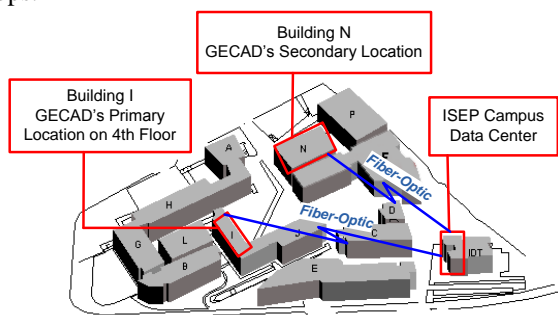 Building N
GECAD's Secondary Location
Building I
GECAD's Primary
Location on 4th Floor
ISEP Campus
Data Center
P
N
A
Fiber-Optic
H
D
Fiber-Optic
I
J
C
G
L
IDT
B
E